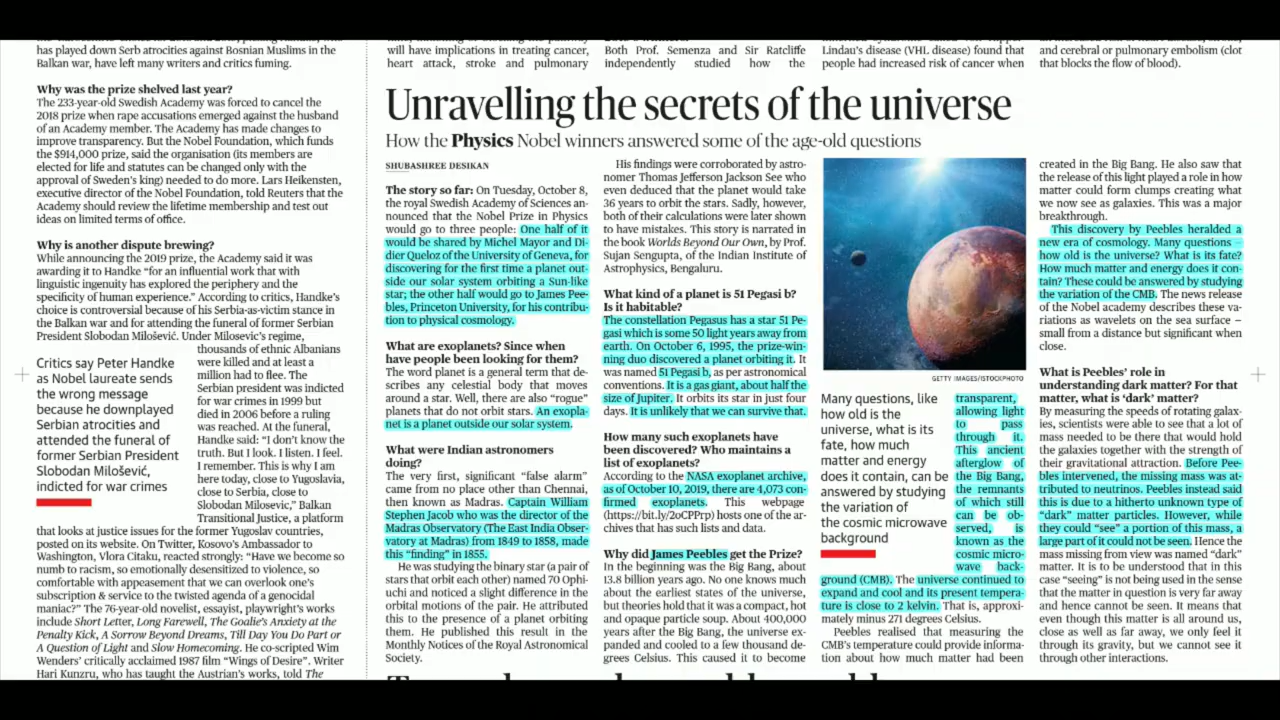 has played down Serb atrocities against Bosnian Muslims in the
Balkan war, have left many writers and critics fuming.
Why was the prize shelved last year?
The 233-year-old Swedish Academy was forced to cancel the
2018 prize when rape accusations emerged against the husband
of an Academy member. The Academy has made changes to
improve transparency. But the Nobel Foundation, which funds
the $914,000 prize, said the organisation (its members are
elected for life and statutes can be changed only with the
approval of Sweden's king) needed to do more. Lars Heikensten,
executive director of the Nobel Foundation, told Reuters that the
Academy should review the lifetime membership and test out
ideas on limited terms of office.
Why is another dispute brewing?
While announcing the 2019 prize, the Academy said it was
awarding it to Handke "for an influential work that with
linguistic ingenuity has explored the periphery and the
specificity of human experience." According to critics, Handke's
choice is controversial because of his Serbia-as-victim stance in
the Balkan war and for attending the funeral of former Serbian
President Slobodan Milošević. Under Milosevic's regime,
thousands of ethnic Albanians
were killed and at least a
million had to flee. The
Serbian president was indicted
for war crimes in 1999 but
died in 2006 before a ruling
was reached. At the funeral,
Handke said: "I don't know the
truth. But I look. I listen. I feel.
I remember. This is why I am
here today, close to Yugoslavia,
close to Serbia, close to
Slobodan Milošević," Balkan
Transitional Justice, a platform
Critics say Peter Handke
as Nobel laureate sends
the wrong message
because he downplayed
Serbian atrocities and
attended the funeral of
former Serbian President
Slobodan Milošević,
indicted for war crimes
that looks at justice issues for the former Yugoslav countries,
posted on its website. On Twitter, Kosovo's Ambassador to
Washington, Vlora Citaku, reacted strongly: "Have we become so
numb to racism, so emotionally desensitized to violence, so
comfortable with appeasement that we can overlook one's
subscription & service to the twisted agenda of a genocidal
maniac?" The 76-year-old novelist, essayist, playwright's works
include Short Letter, Long Farewell, The Goalie's Anxiety at the
Penalty Kick, A Sorrow Beyond Dreams, Till Day You Do Part or
A Question of Light and Slow Homecoming. He co-scripted Wim
Wenders' critically acclaimed 1987 film "Wings of Desire". Writer
Hari Kunzru, who has taught the Austrian's works, told The
will have implications in treating cancer,
heart attack, stroke and pulmonary
Both Prof. Semenza and Sir Ratcliffe
independently studied how the
Lindau's disease (VHL disease) found that
people had increased risk of cancer when
and cerebral or pulmonary embolism (clot
that blocks the flow of blood).
Unravelling the secrets of the universe
How the Physics Nobel winners answered some of the age-old questions
SHUBASHREE DESIKAN
The story so far: On Tuesday, October 8,
the royal Swedish Academy of Sciences an-
nounced that the Nobel Prize in Physics
would go to three people: One half of it
would be shared by Michel Mayor and Di-
dier Queloz of the University of Geneva, for
discovering for the first time a planet out-
side our solar system orbiting a Sun-like
star; the other half would go to James Pee-
bles, Princeton University, for his contribu-
tion to physical cosmology.
What are exoplanets? Since when
have people been looking for them?
The word planet is a general term that de-
scribes any celestial body that moves
around a star. Well, there are also "rogue"
planets that do not orbit stars. An exopla-
net is a planet outside our solar system.
What were Indian astronomers
doing?
The very first, significant "false alarm"
came from no place other than Chennai,
then known as Madras. Captain William
Stephen Jacob who was the director of the
Madras Observatory (The East India Obser-
vatory at Madras) from 1849 to 1858, made
this "finding" in 1855.
He was studying the binary star (a pair of
stars that orbit each other) named 70 Ophi-
uchi and noticed a slight difference in the
orbital motions of the pair. He attributed
this to the presence of a planet orbiting
them. He published this result in the
Monthly Notices of the Royal Astronomical
Society.
His findings were corroborated by astro-
nomer Thomas Jefferson Jackson See who
even deduced that the planet would take
36 years to orbit the stars. Sadly, however,
both of their calculations were later shown
to have mistakes. This story is narrated in
the book Worlds Beyond Our Own, by Prof.
Sujan Sengupta, of the Indian Institute of
Astrophysics, Bengaluru.
What kind of a planet is 51 Pegasi b?
Is it habitable?
The constellation Pegasus has a star 51 Pe-
gasi which is some 50 light years away from
earth. On October 6, 1995, the prize-win-
ning duo discovered a planet orbiting it. It
was named 51 Pegasi b, as per astronomical
conventions. It is a gas giant, about half the
size of Jupiter. It orbits its star in just four
days. It is unlikely that we can survive that.
How many such exoplanets have
been discovered? Who maintains a
list of exoplanets?
According to the NASA exoplanet archive,
as of October 10, 2019, there are 4,073 con-
firmed exoplanets. This webpage
(https://bit.ly/2oCPPrp) hosts one of the ar-
chives that has such lists and data.
Why did James Peebles get the Prize?
In the beginning was the Big Bang, about
13.8 billion years ago. No one knows much
about the earliest states of the universe,
but theories hold that it was a compact, hot
and opaque particle soup. About 400,000
years after the Big Bang, the universe ex-
panded and cooled to a few thousand de-
grees Celsius. This caused it to become
GETTY IMAGES/ISTOCKPHOTO
Many questions, like
how old is the
universe, what is its
fate, how much
matter and energy
does it contain, can be
answered by studying
the variation of
the cosmic microwave
background
transparent,
allowing light
to pass
through it.
This ancient
afterglow of
the Big Bang,
the remnants
of which still
can be ob-
served, is
known as the
cosmic micro-
wave back-
ground (CMB). The universe continued to
expand and cool and its present tempera-
ture is close to 2 kelvin. That is, approxi-
mately minus 271 degrees Celsius.
Peebles realised that measuring the
CMB's temperature could provide informa-
tion about how much matter had been
created in the Big Bang. He also saw that
the release of this light played a role in how
matter could form clumps creating what
we now see as galaxies. This was a major
breakthrough.
This discovery by Peebles heralded a
new era of cosmology. Many questions –
how old is the universe? What is its fate?
How much matter and energy does it con-
tain? These could be answered by studying
the variation of the CMB. The news release
of the Nobel academy describes these va-
riations as wavelets on the sea surface –
small from a distance but significant when
close.
What is Peebles' role in
understanding dark matter? For that
matter, what is 'dark' matter?
By measuring the speeds of rotating galax-
ies, scientists were able to see that a lot of
mass needed to be there that would hold
the galaxies together with the strength of
their gravitational attraction. Before Pee-
bles intervened, the missing mass was at-
tributed to neutrinos. Peebles instead said
this is due to a hitherto unknown type of
"dark" matter particles. However, while
they could "see" a portion of this mass, a
large part of it could not be seen. Hence the
mass missing from view was named "dark"
matter. It is to be understood that in this
case "seeing" is not being used in the sense
that the matter in question is very far away
and hence cannot be seen. It means that
even though this matter is all around us,
close as well as far away, we only feel it
through its gravity, but we cannot see it
through other interactions.